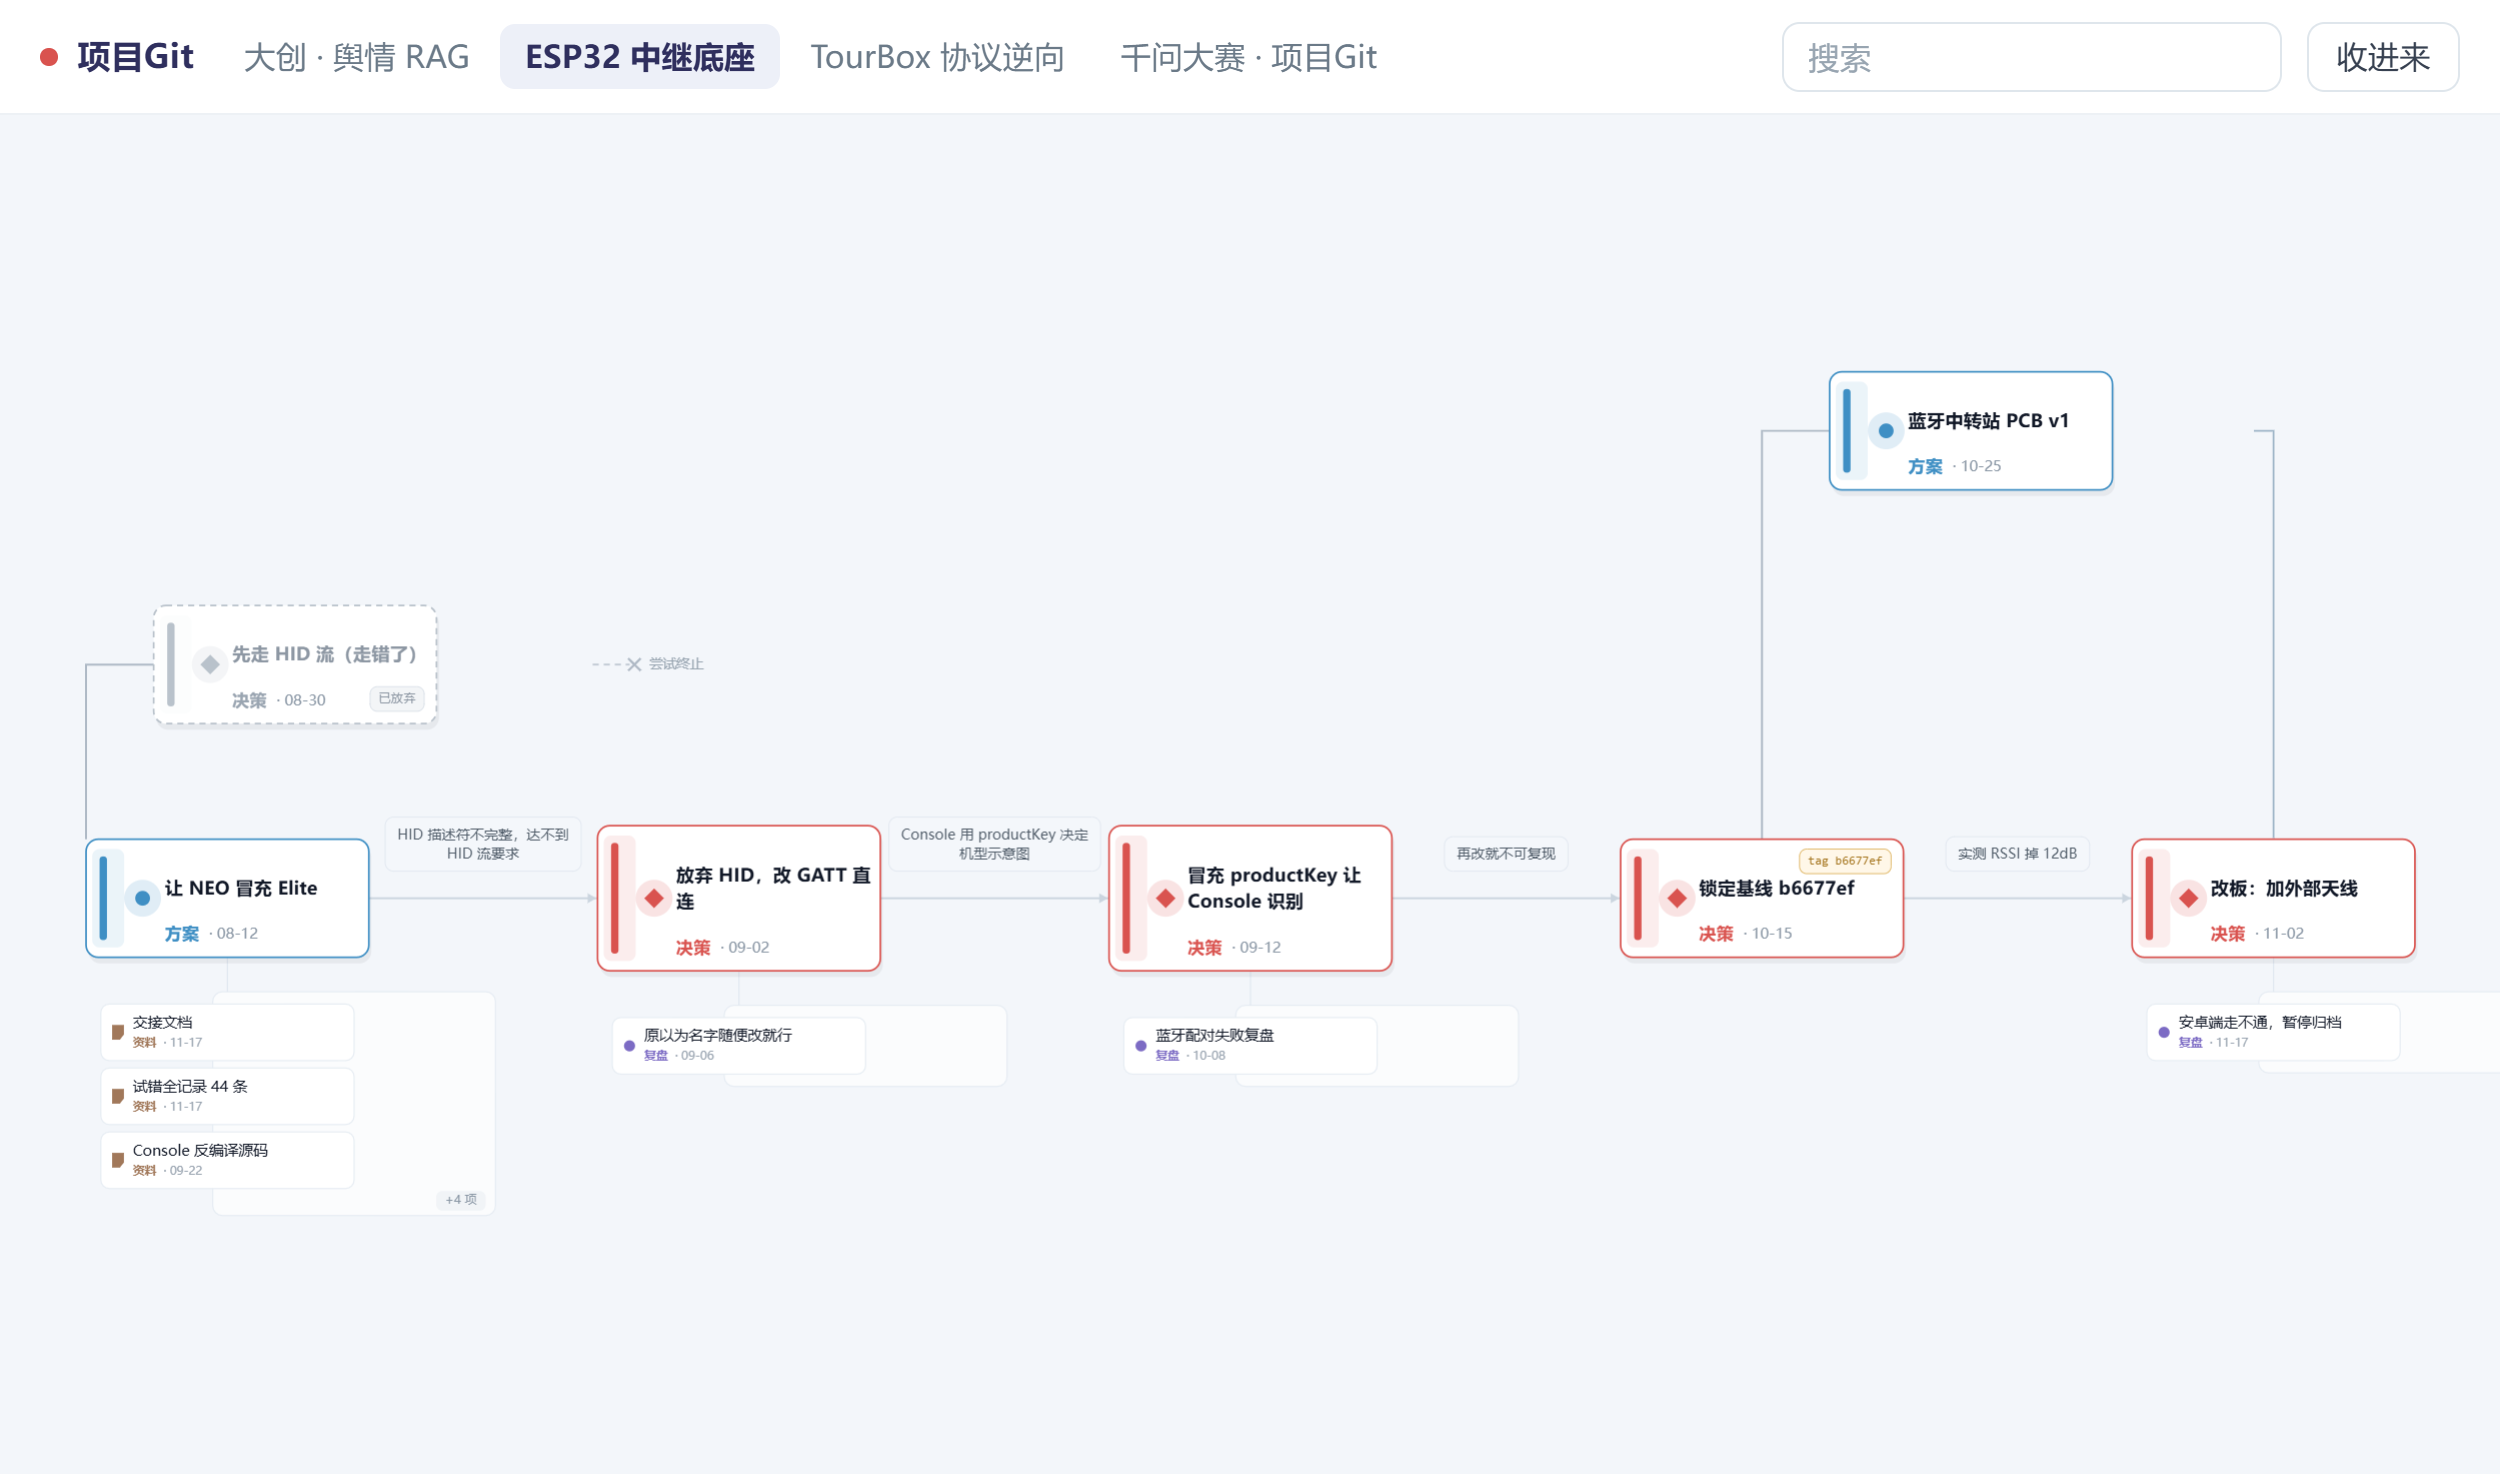 项目Git
大创 · 舆情 RAG
ESP32 中继底座
TourBox 协议逆向
千问大赛 · 项目Git
搜索
收进来
蓝牙中转站 PCB v1
方案 · 10-25
先走 HID 流（走错了）
决策 · 08-30
已放弃
尝试终止
让 NEO 冒充 Elite
方案 · 08-12
HID 描述符不完整，达不到
HID 流要求
放弃 HID，改 GATT 直
连
决策 · 09-02
Console 用 productKey 决定
机型示意图
冒充 productKey 让
Console 识别
决策 · 09-12
再改就不可复现
tag b6677ef
锁定基线 b6677ef
决策 · 10-15
实测 RSSI 掉 12dB
改板：加外部天线
决策 · 11-02
交接文档
资料 · 11-17
试错全记录 44 条
资料 · 11-17
Console 反编译源码
资料 · 09-22
+4 项
原以为名字随便改就行
复盘 · 09-06
蓝牙配对失败复盘
复盘 · 10-08
安卓端走不通，暂停归档
复盘 · 11-17